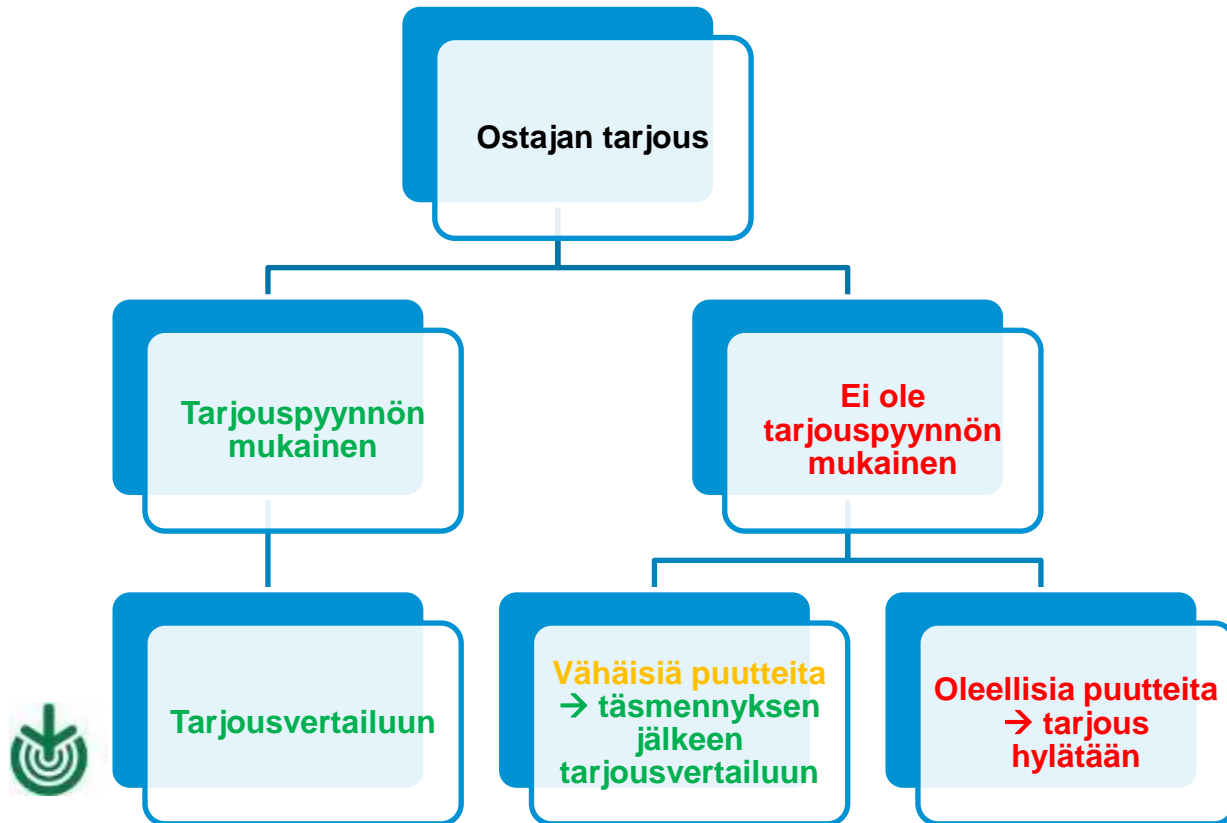 Ostajan tarjous
Tarjouspyynnön
mukainen
Ei ole
tarjouspyynnön
mukainen
Tarjousvertailuun
Vähäisiä puutteita
→ täsmennyksen
jälkeen
tarjousvertailuun
Oleellisia puutteita
→ tarjous
hylätään